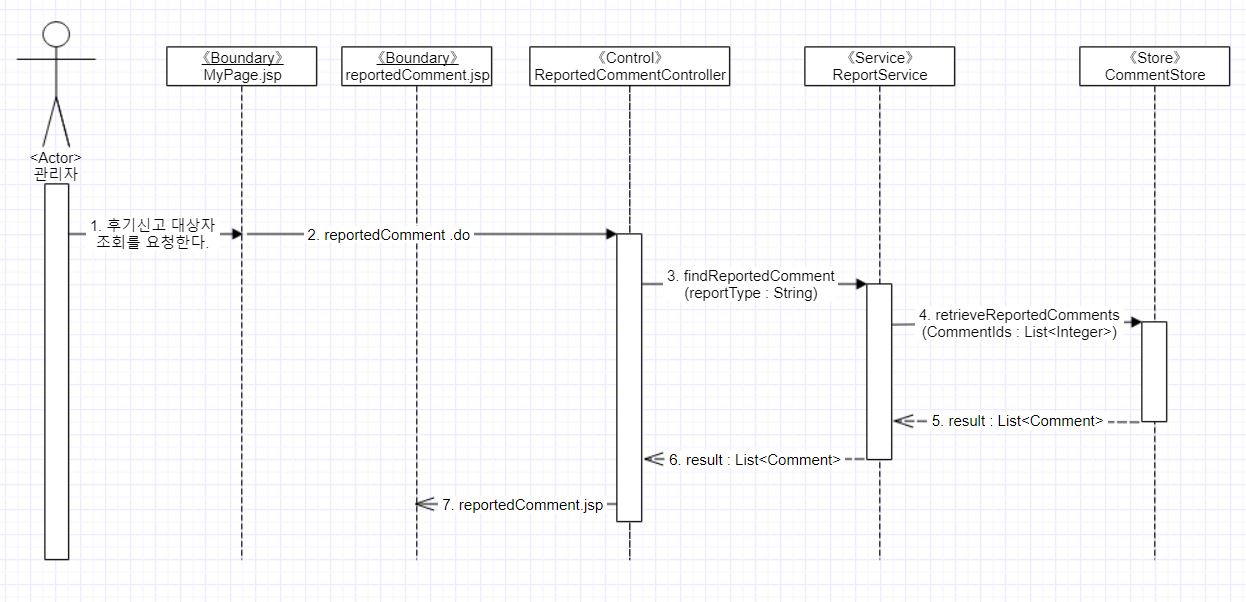 《Boundary》
MyPage.jsp
《Boundary》
reportedComment.jsp
《Control》
ReportedCommentController
《Service》
ReportService
《Store》
CommentStore
<Actor>
관리자
1. 후기신고 대상자
조회를 요청한다.
2. reportedComment .do
3. findReportedComment
(reportType : String)
4. retrieveReportedComments
(CommentIds : List<Integer>)
5. result : List<Comment>
6. result : List<Comment>
7. reportedComment.jsp